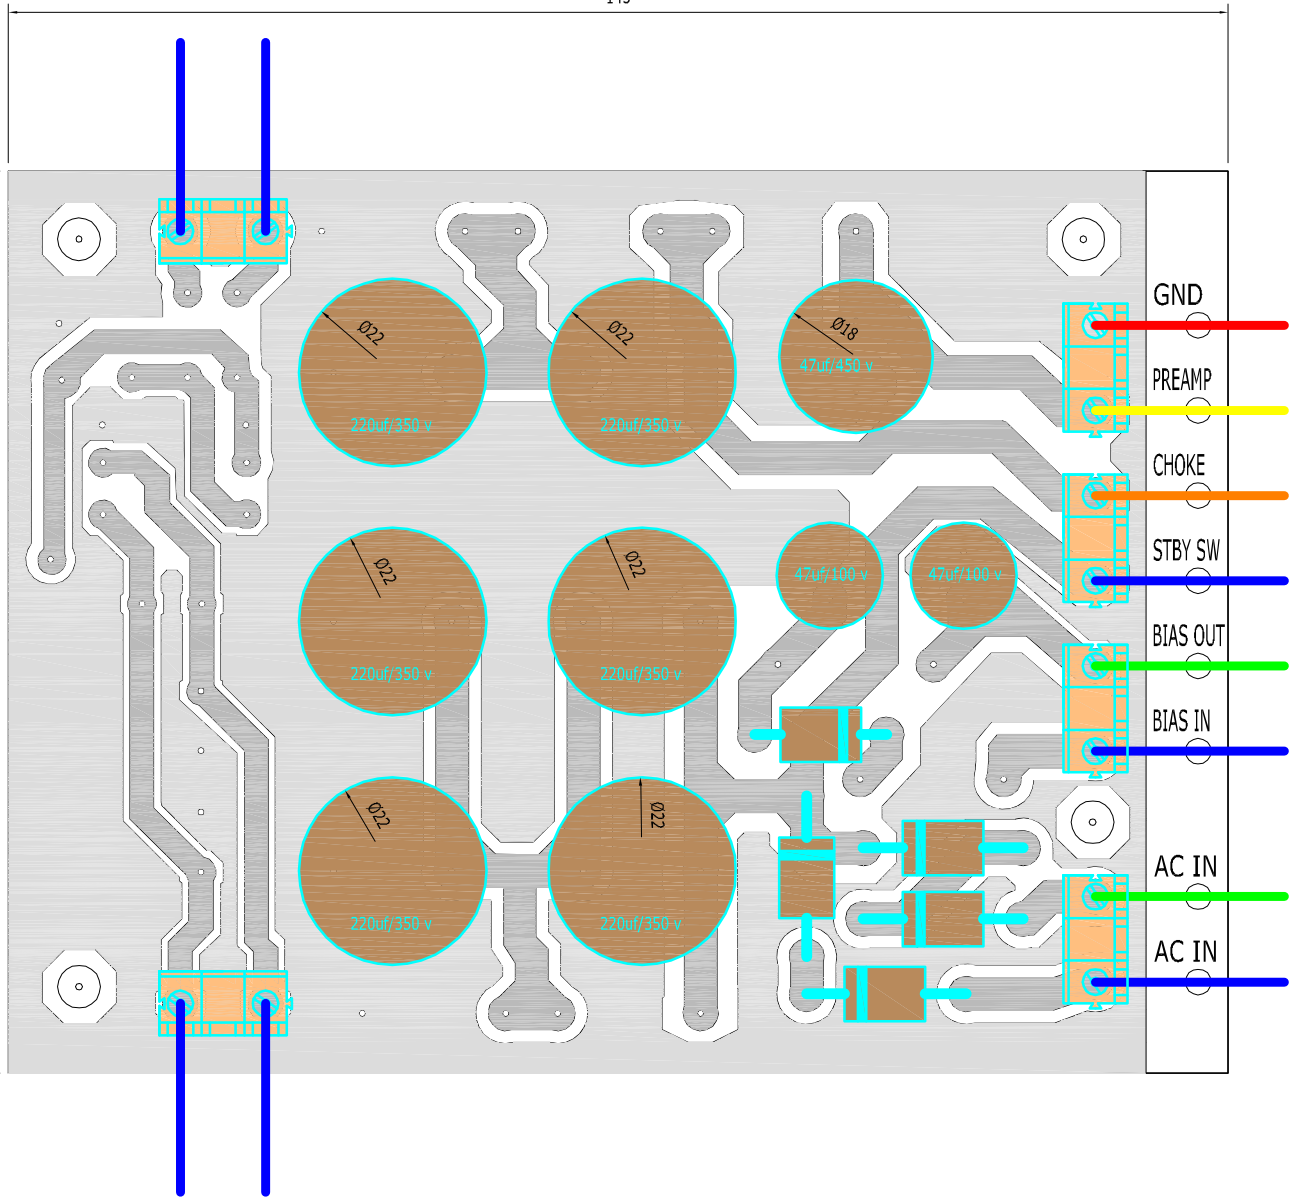 GND
Ø22
Ø22
Ø18
47uf/450 v
PREAMP
220uf/350 v
220uf/350 v
CHOKE
STBY SW
Ø22
Ø22
47uf/100 v
47uf/100 v
BIAS OUT
220uf/350 v
220uf/350 v
BIAS IN
Ø22
Ø22
AC IN
220uf/350 v
220uf/350 v
AC IN